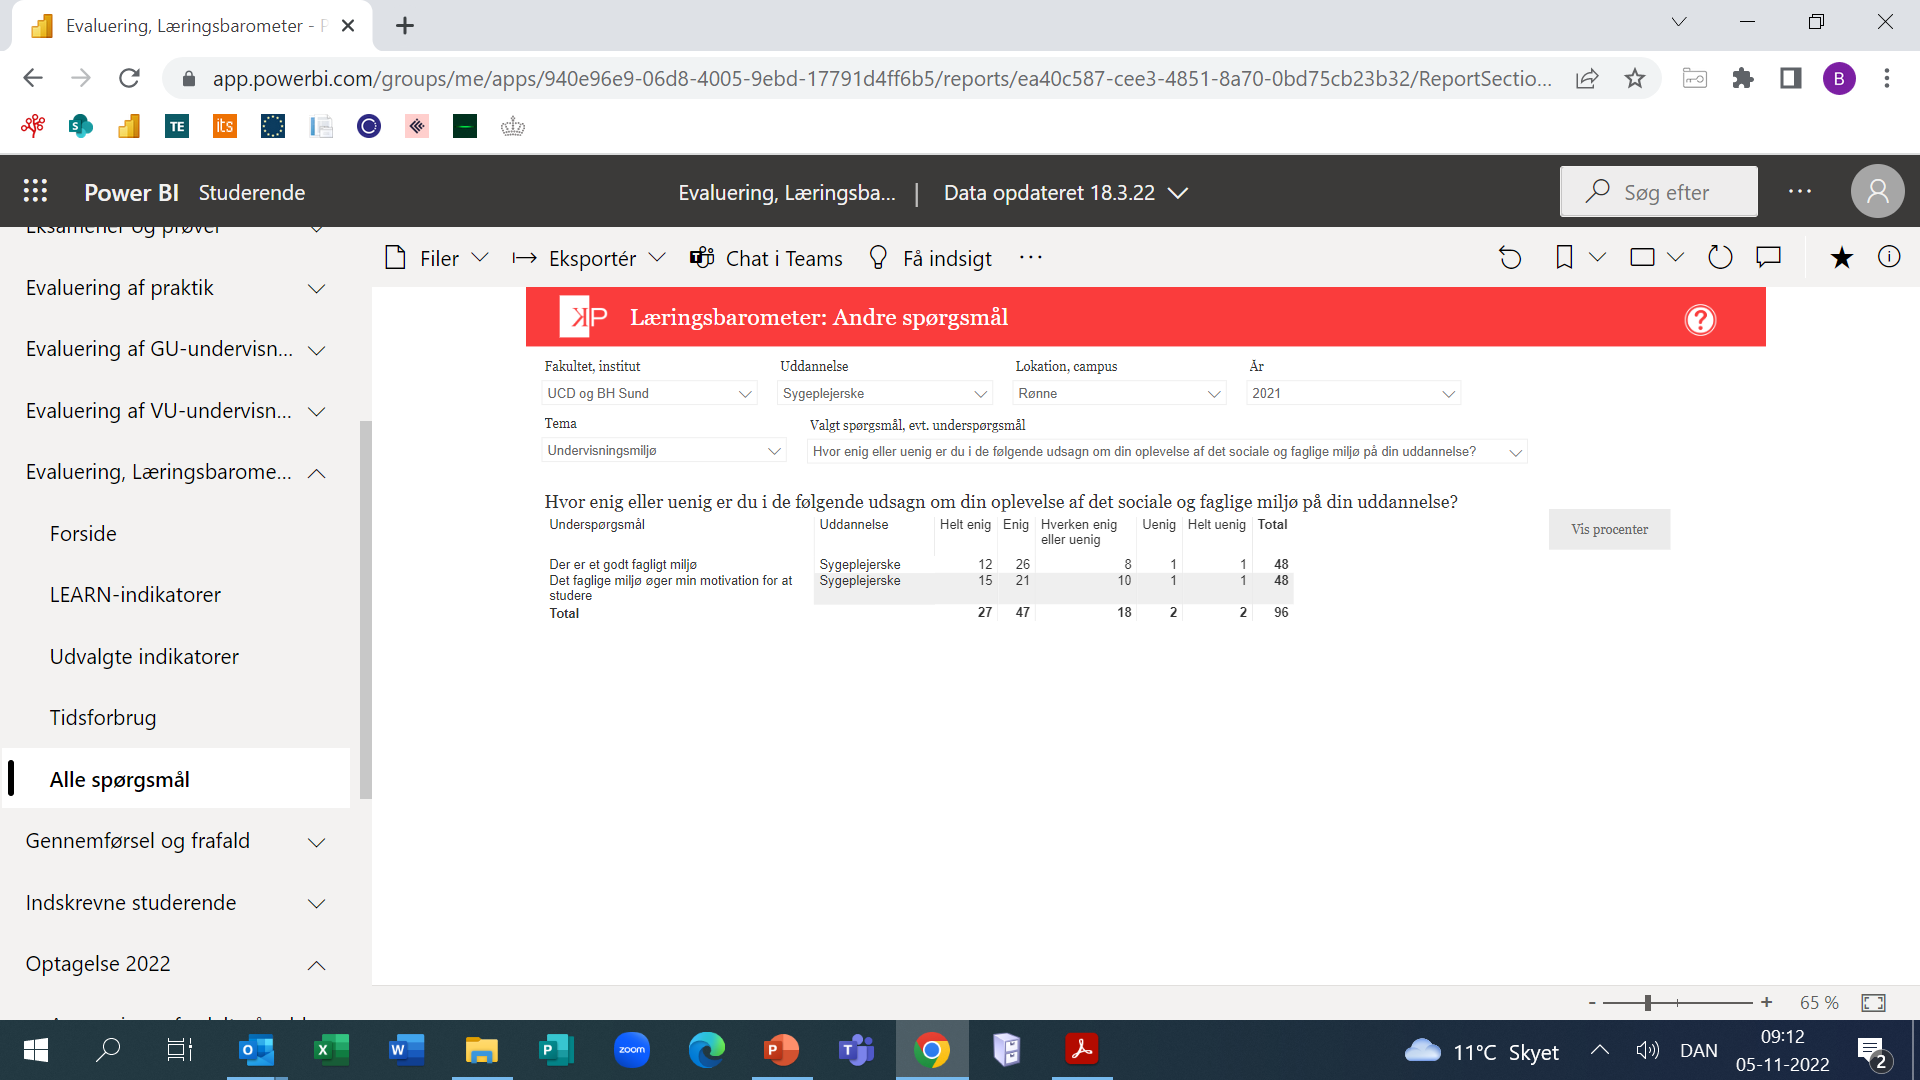 Evaluering, Læringsbarometer - P
app.powerbi.com/groups/me/apps/940e96e9-06d8-4005-9ebd-17791d4ff6b5/reports/ea40c587-cee3-4851-8a70-0bd75cb23b32/ReportSectio...
B
S
TE
its
Power BI Studerende
Evaluering, Læringsba... | Data opdateret 18.3.22
Søg efter
Eksamener og prøver
Evaluering af praktik
Evaluering af GU-undervisn...
Evaluering af VU-undervisn...
Evaluering, Læringsbarome...
Forside
LEARN-indikatorer
Udvalgte indikatorer
Tidsforbrug
Alle spørgsmål
Gennemførsel og frafald
Indskrevne studerende
Optagelse 2022
Filer Eksportér Chat i Teams Få indsigt
KP Læringsbarometer: Andre spørgsmål ?
Fakultet, institut Uddannelse Lokation, campus År
UCD og BH Sund Sygeplejerske Rønne 2021
Tema Valgt spørgsmål, evt. underspørgsmål
Undervisningsmiljø Hvor enig eller uenig er du i de følgende udsagn om din oplevelse af det sociale og faglige miljø på din uddannelse?
Hvor enig eller uenig er du i de følgende udsagn om din oplevelse af det sociale og faglige miljø på din uddannelse?
Underspørgsmål Uddannelse Helt enig Enig Hverken enig eller uenig Uenig Helt uenig Total
Vis procenter
Der er et godt fagligt miljø Sygeplejerske 12 26 8 1 1 48
Det faglige miljø øger min motivation for at studere Sygeplejerske 15 21 10 1 1 48
Total 27 47 18 2 2 96
- + 65 %
zoom
11°C Skyet
DAN
09:12
05-11-2022
2